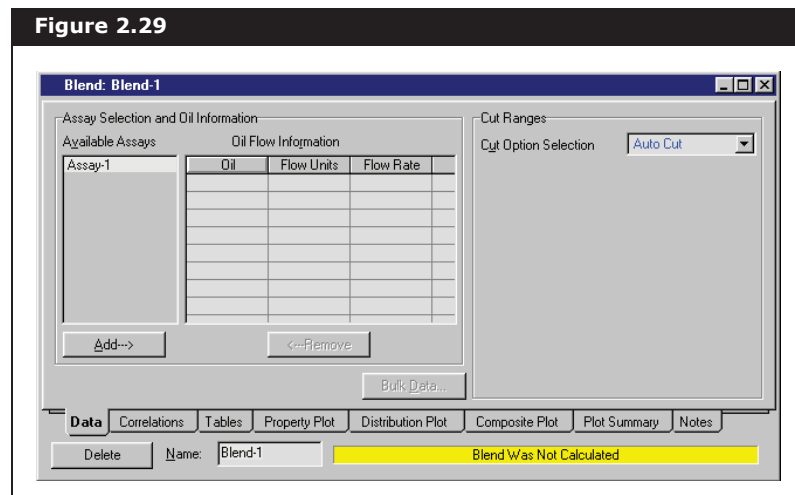 Figure 2.29
Blend: Blend-1
Assay Selection and Oil Information
Available Assays
Oil Flow Information
Assay-1
Oil Flow Units Flow Rate
Add--->
<---Remove
Bulk Data...
Cut Ranges
Cut Option Selection Auto Cut
Data Correlations Tables Property Plot Distribution Plot Composite Plot Plot Summary Notes
Delete Name: Blend-1 Blend Was Not Calculated